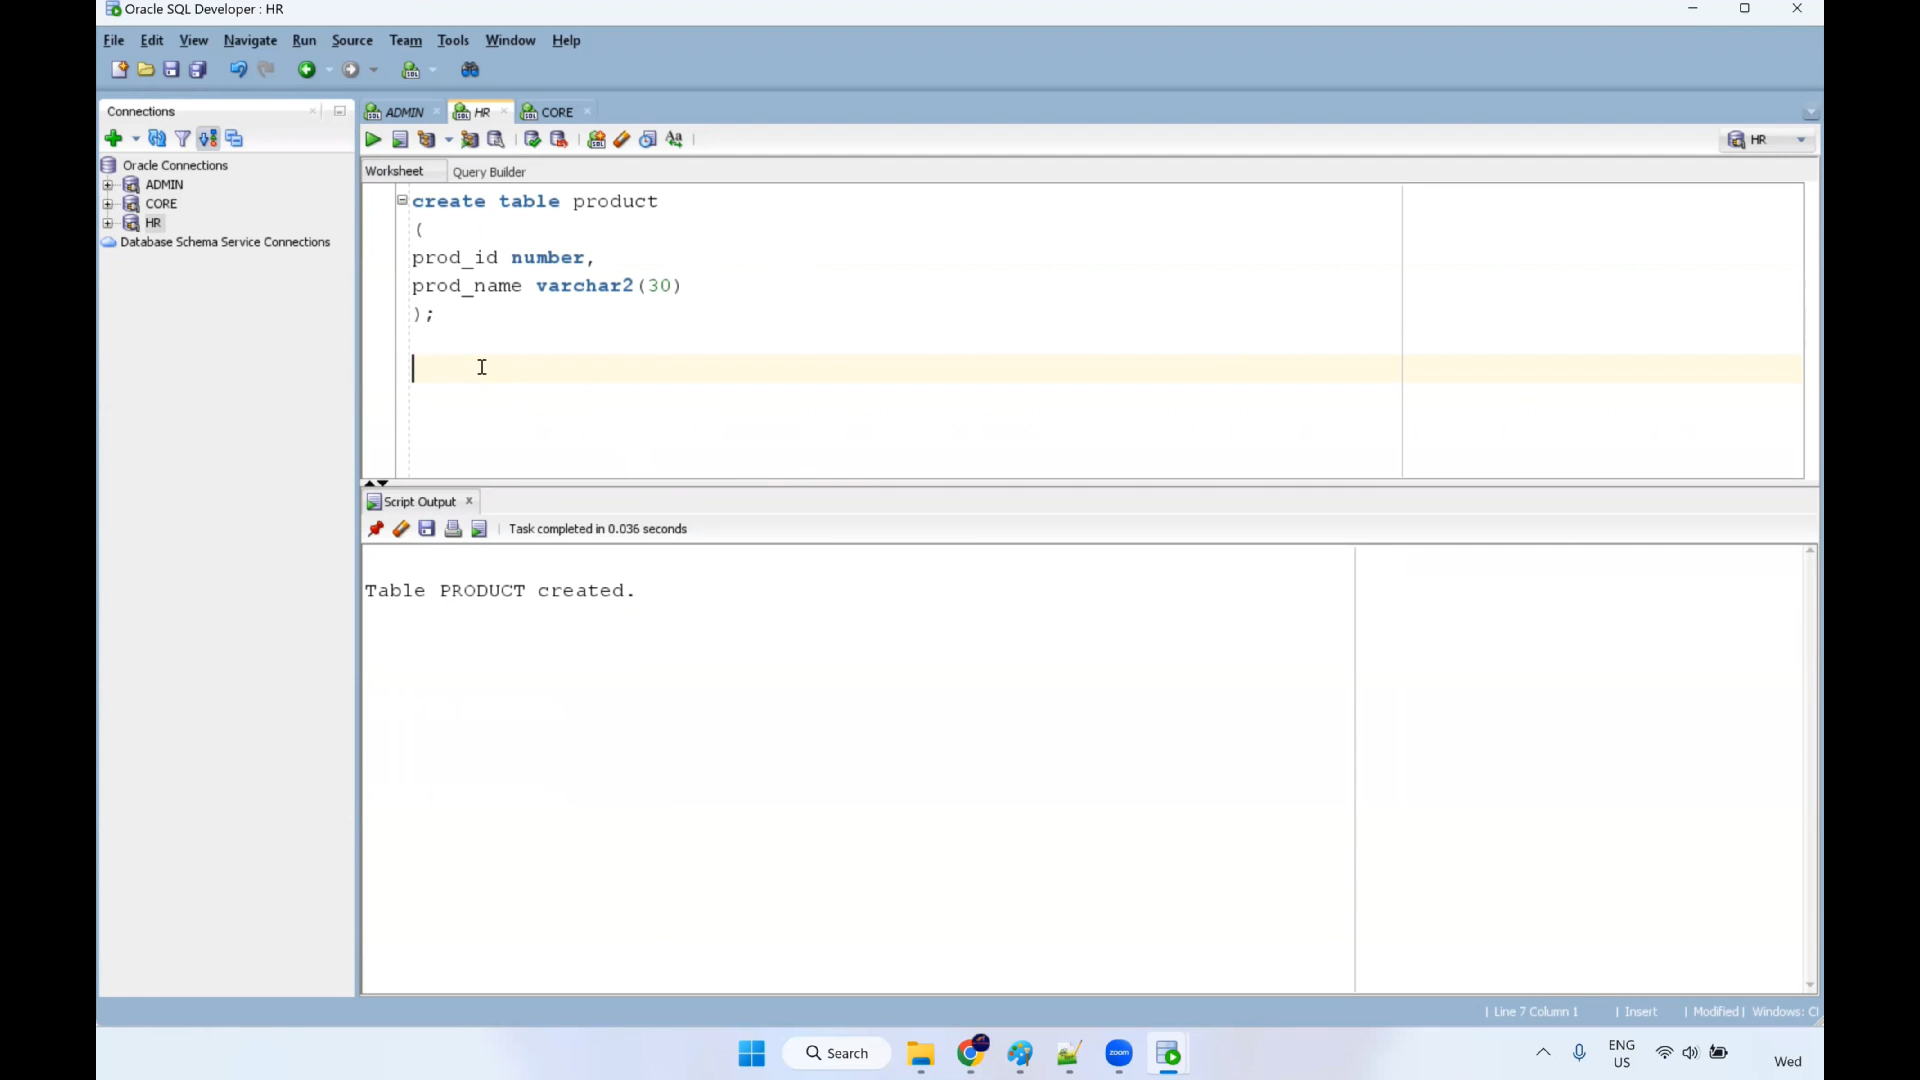 Oracle SQL Developer : HR
File Edit View Navigate Run Source Team Tools Window Help
Connections
ADMIN HR CORE
HR
Oracle Connections
ADMIN
CORE
HR
Database Schema Service Connections
Worksheet Query Builder
create table product
(
prod_id number,
prod_name varchar2(30)
);
Script Output
Task completed in 0.036 seconds
Table PRODUCT created.
Line 7 Column 1 Insert Modified Windows: Cl
Search
zoom
ENG
US
Wed